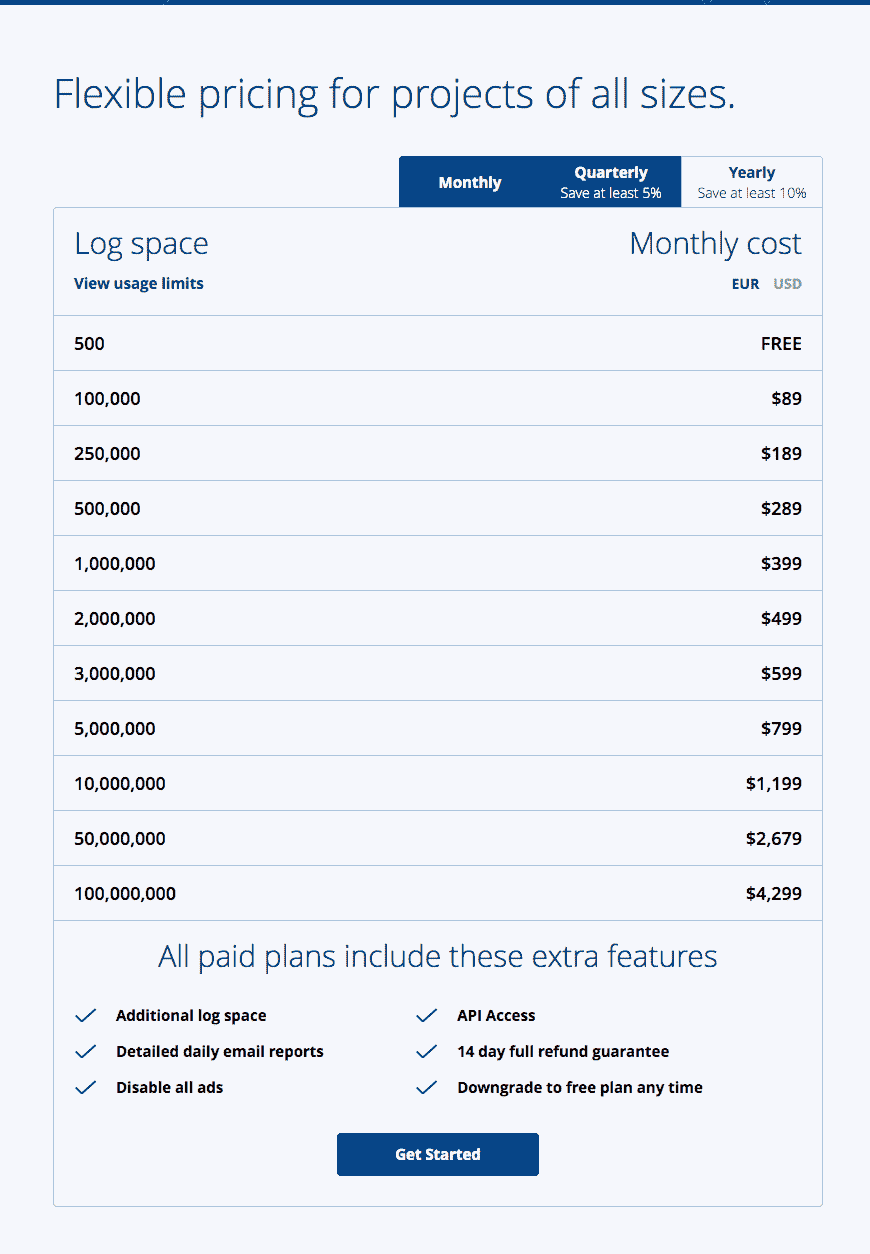 Flexible pricing for projects of all sizes.
Monthly
Quarterly
Save at least 5%
Yearly
Save at least 10%
Log space
Monthly cost
View usage limits
EUR USD
500 FREE
100,000 $89
250,000 $189
500,000 $289
1,000,000 $399
2,000,000 $499
3,000,000 $599
5,000,000 $799
10,000,000 $1,199
50,000,000 $2,679
100,000,000 $4,299
All paid plans include these extra features
Additional log space
API Access
Detailed daily email reports
14 day full refund guarantee
Disable all ads
Downgrade to free plan any time
Get Started